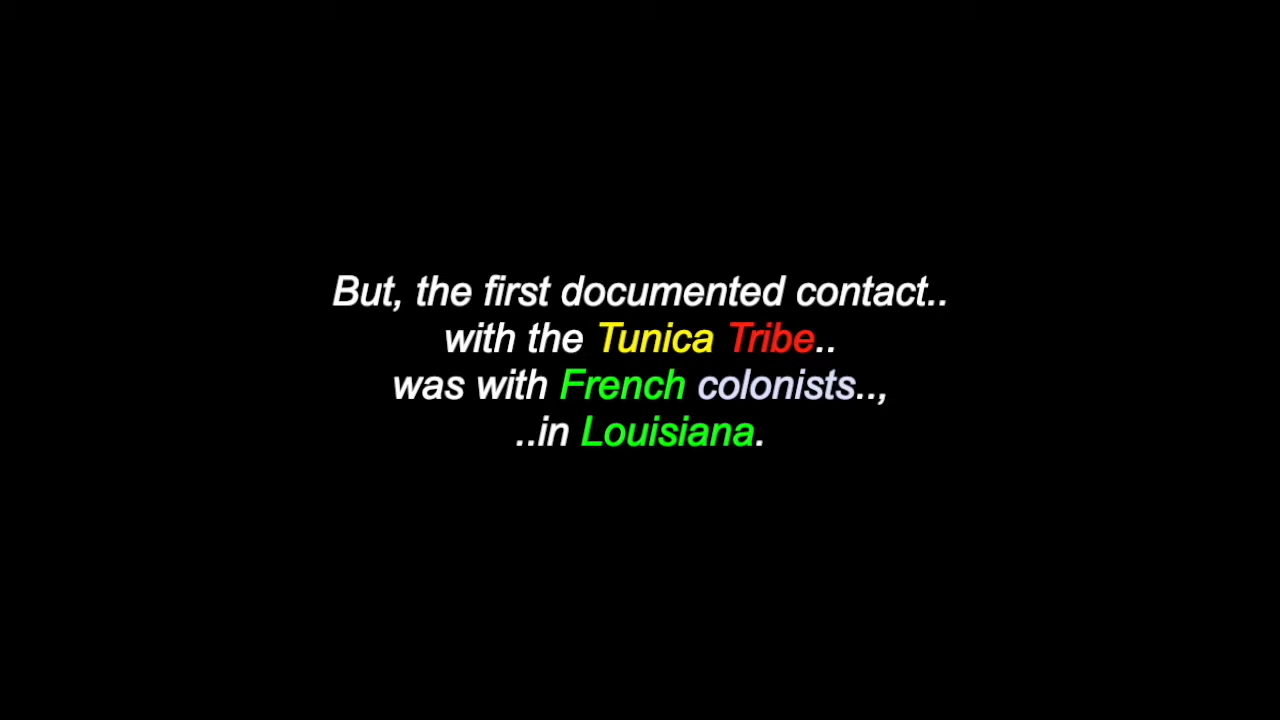 But, the first documented contact..
with the Tunica Tribe..
was with French colonists..,
..in Louisiana.